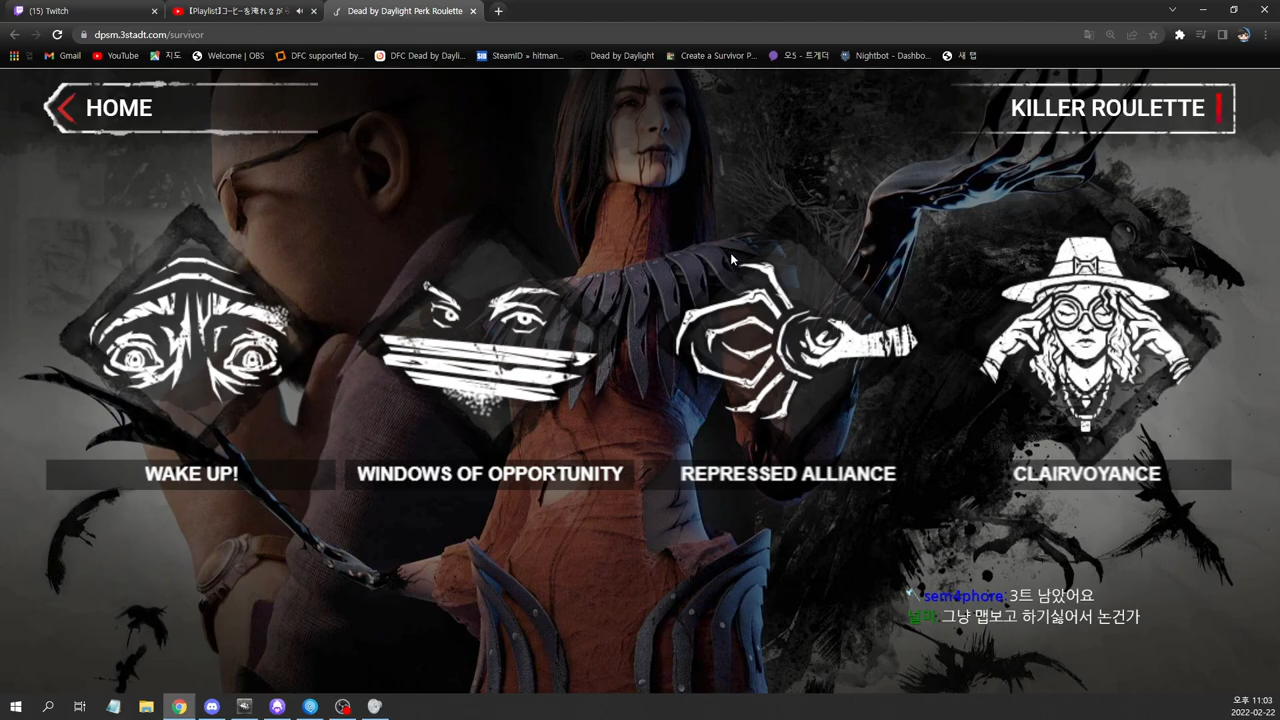 (15) Twitch
【Playlist】コーヒーを淹れなが
Dead by Daylight Perk Roulette
dpsm.3stadt.com/survivor
앱
Gmail
YouTube
지도
Welcome | OBS
DFC supported by...
DFC Dead by Dayli...
SteamID » hitman...
Dead by Daylight
Create a Survivor P...
오5 - 트게더
Nightbot - Dashbo...
새 탭
HOME
KILLER ROULETTE
WAKE UP!
WINDOWS OF OPPORTUNITY
REPRESSED ALLIANCE
CLAIRVOYANCE
sem4phore: 3트 남았어요
그냥 맵보고 하기싫어서 논건가
오후 11:03
2022-02-22